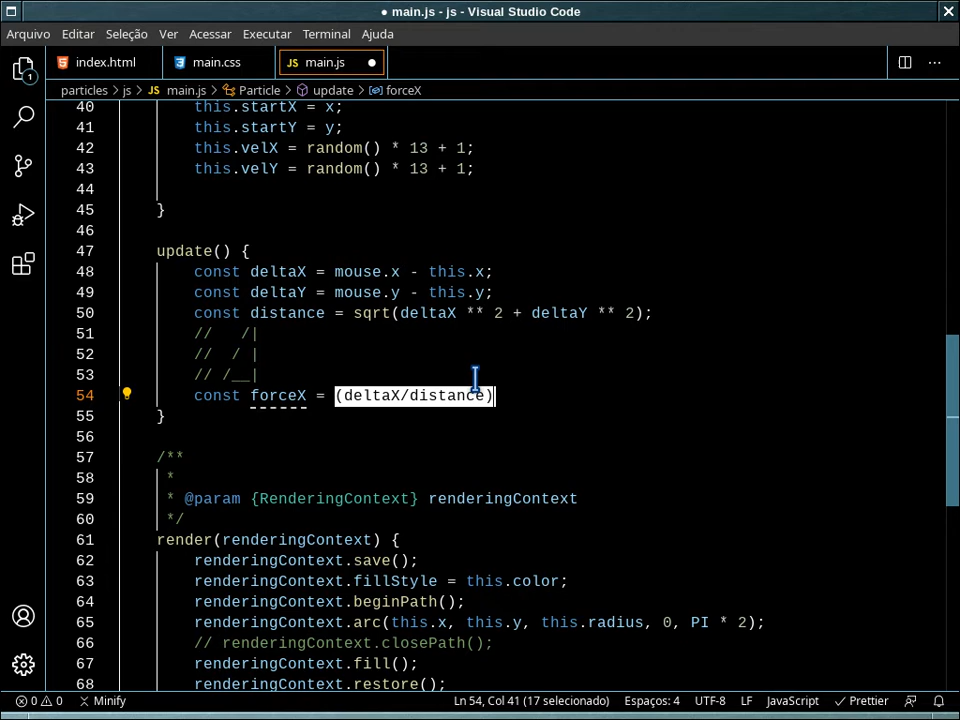 ● main.js - js - Visual Studio Code
Arquivo Editar Seleção Ver Acessar Executar Terminal Ajuda
index.html main.css JS main.js ●
particles > js > JS main.js > Particle > update > forceX
40 this.startX = x;
41 this.startY = y;
42 this.velX = random() * 13 + 1;
43 this.velY = random() * 13 + 1;
44
45 }
46
47 update() {
48 const deltaX = mouse.x - this.x;
49 const deltaY = mouse.y - this.y;
50 const distance = sqrt(deltaX ** 2 + deltaY ** 2);
51 //   /|
52 //  / |
53 // /__|
54 const forceX = (deltaX/distance)
55 }
56
57 /**
58 *
59 * @param {RenderingContext} renderingContext
60 */
61 render(renderingContext) {
62 renderingContext.save();
63 renderingContext.fillStyle = this.color;
64 renderingContext.beginPath();
65 renderingContext.arc(this.x, this.y, this.radius, 0, PI * 2);
66 // renderingContext.closePath();
67 renderingContext.fill();
68 renderingContext.restore();
1
0 0 Minify Ln 54, Col 41 (17 selecionado) Espaços: 4 UTF-8 LF JavaScript Prettier